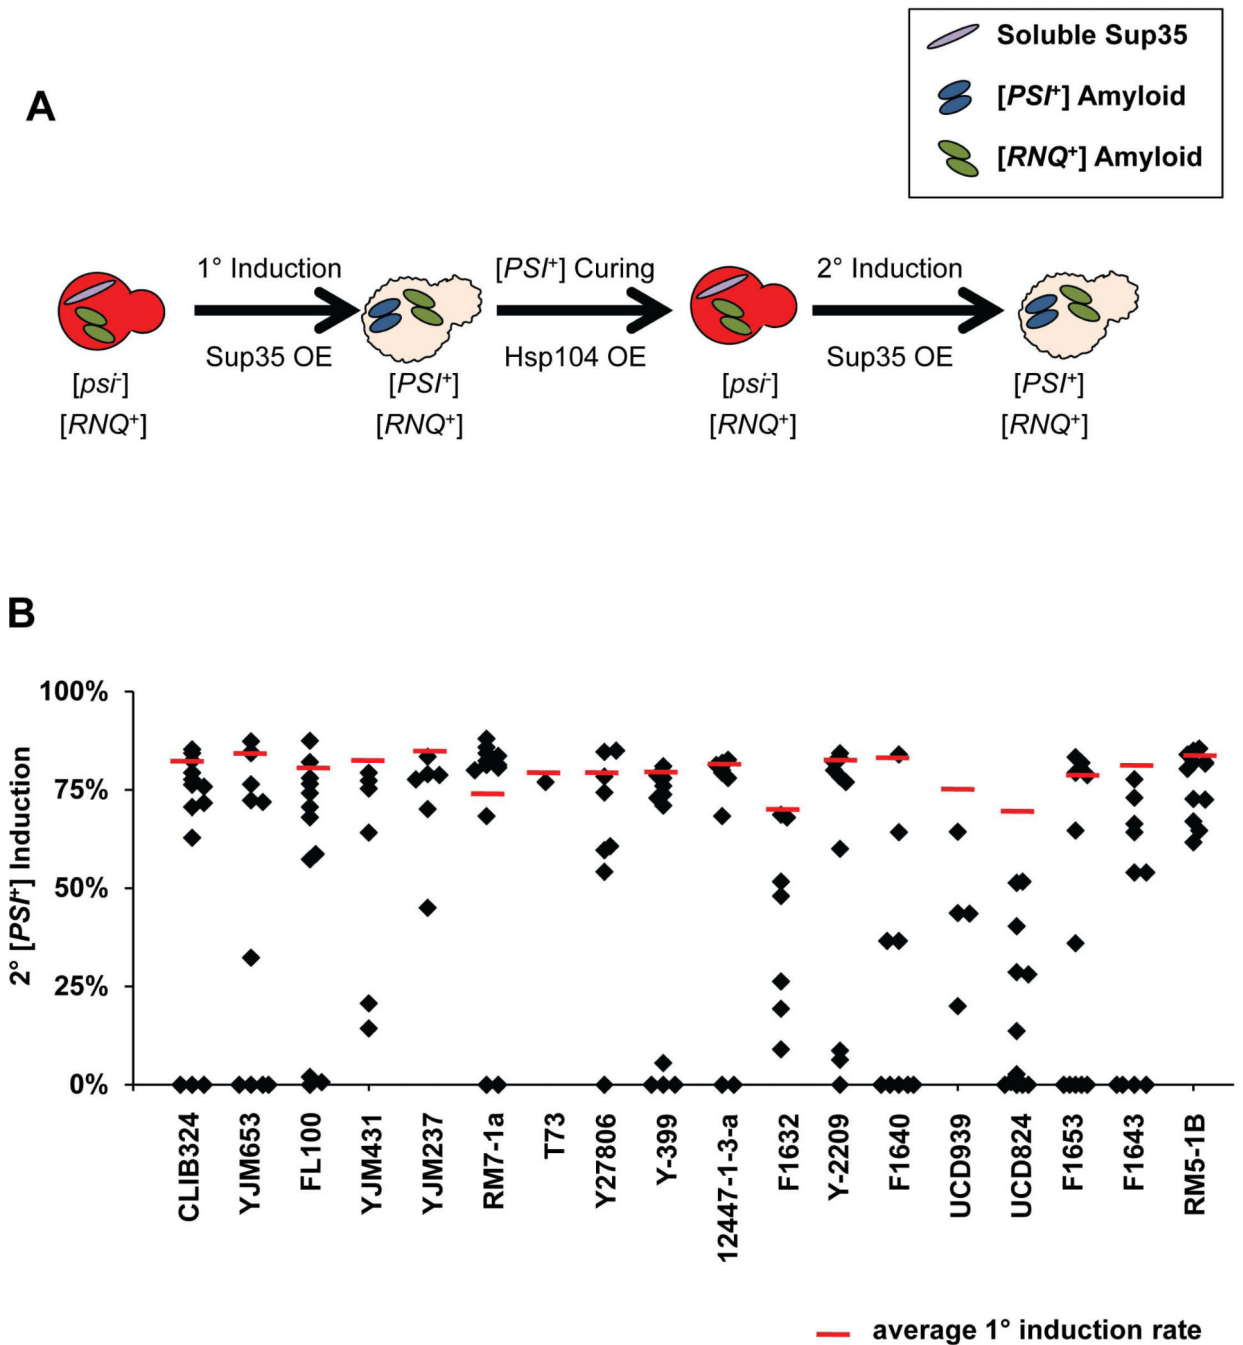 Soluble Sup35
[PSI⁺] Amyloid
[RNQ⁺] Amyloid
A
1° Induction
[PSI⁺] Curing
2° Induction
Sup35 OE
Hsp104 OE
Sup35 OE
[psi⁻]
[PSI⁺]
[psi⁻]
[PSI⁺]
[RNQ⁺]
[RNQ⁺]
[RNQ⁺]
[RNQ⁺]
B
2° [PSI⁺] Induction
100%
75%
50%
25%
0%
CLIB324
YJM653
FL100
YJM431
YJM237
RM7-1a
T73
Y27806
Y-399
12447-1-3-a
F1632
Y-2209
F1640
UCD939
UCD824
F1653
F1643
RM5-1B
average 1° induction rate